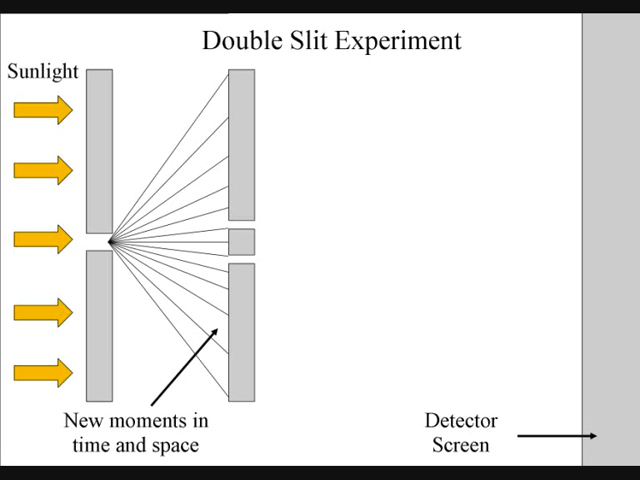 Double Slit Experiment
Sunlight
New moments in
time and space
Detector
Screen